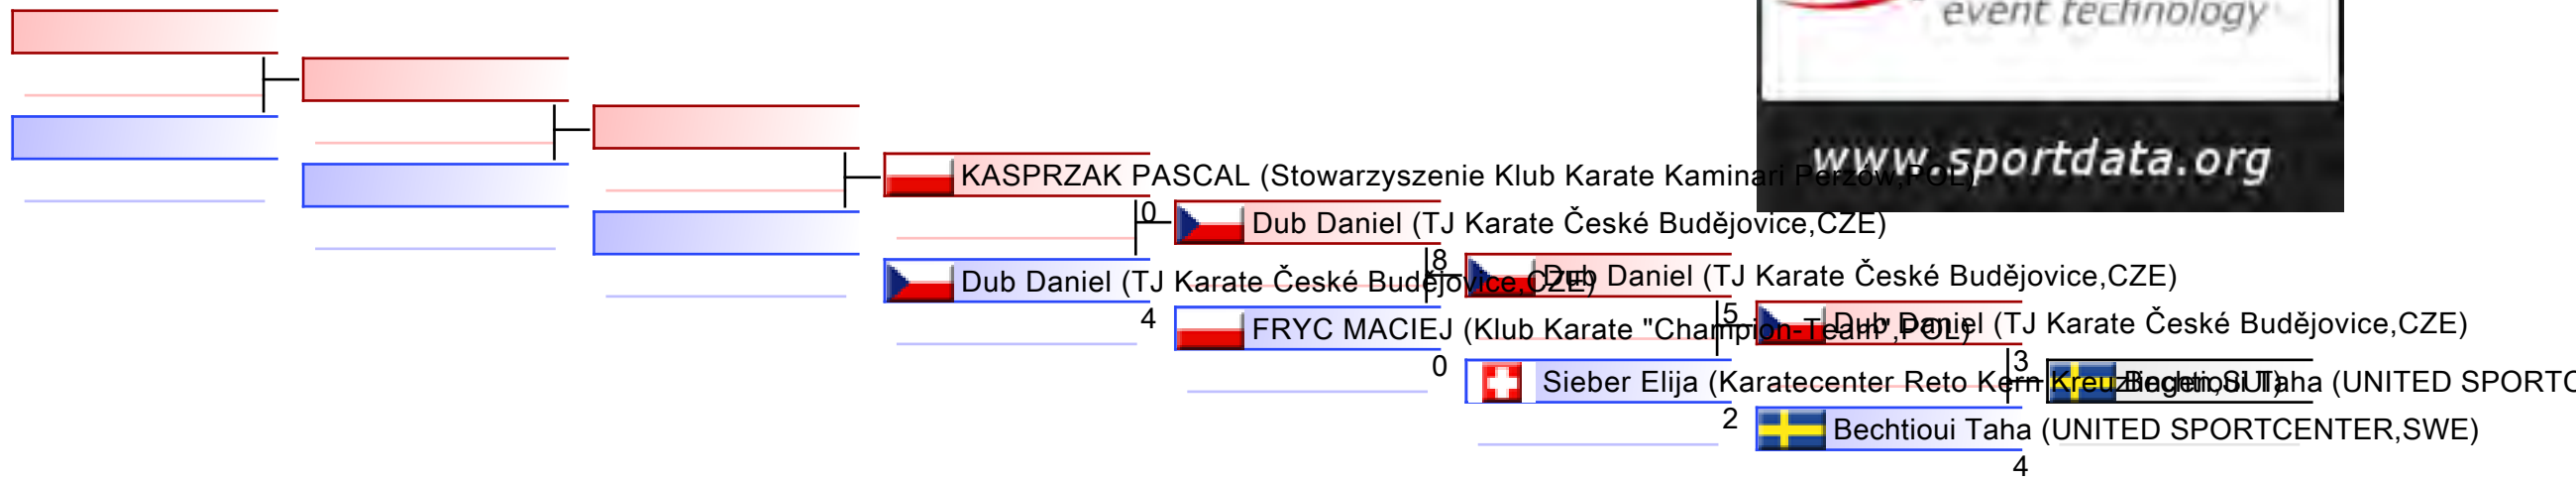 event technology
www.sportdata.org
KASPRZAK PASCAL (Stowarzyszenie Klub Karate Kaminari Perzów,POL)
0
Dub Daniel (TJ Karate České Budějovice,CZE)
8
Dub Daniel (TJ Karate České Budějovice,CZE)
Dub Daniel (TJ Karate České Budějovice,CZE)
4
FRYC MACIEJ (Klub Karate "Champion-Team",POL)
0
5
Dub Daniel (TJ Karate České Budějovice,CZE)
3
Sieber Elija (Karatecenter Reto Kern Kreuzlingen,SUI)
2
Bechtioui Taha (UNITED SPORTC
Bechtioui Taha (UNITED SPORTCENTER,SWE)
4